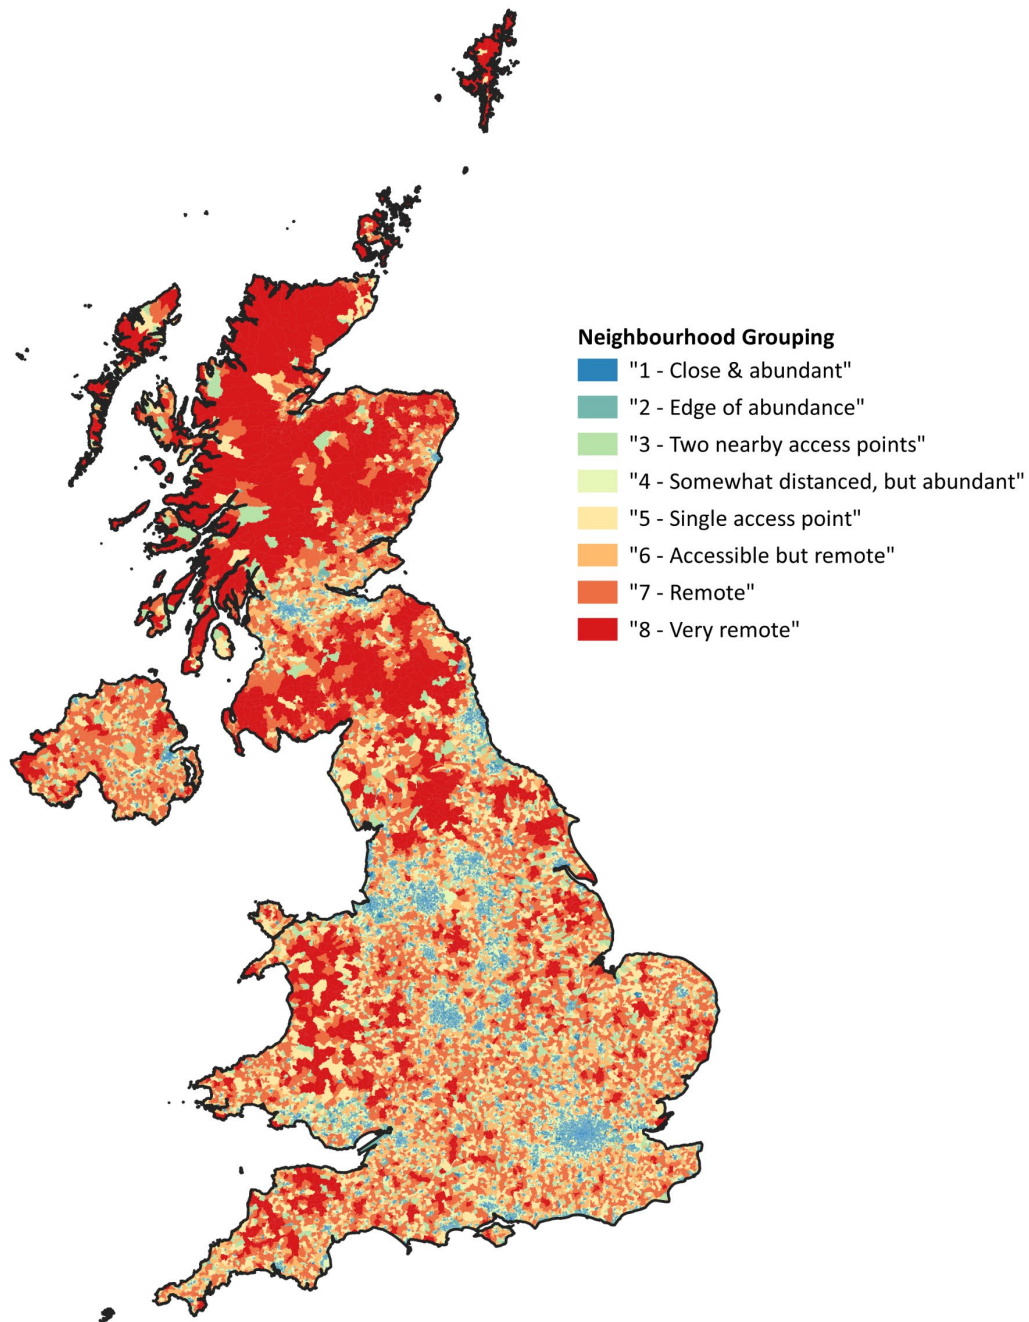 Neighbourhood Grouping
"1 - Close & abundant"
"2 - Edge of abundance"
"3 - Two nearby access points"
"4 - Somewhat distanced, but abundant"
"5 - Single access point"
"6 - Accessible but remote"
"7 - Remote"
"8 - Very remote"